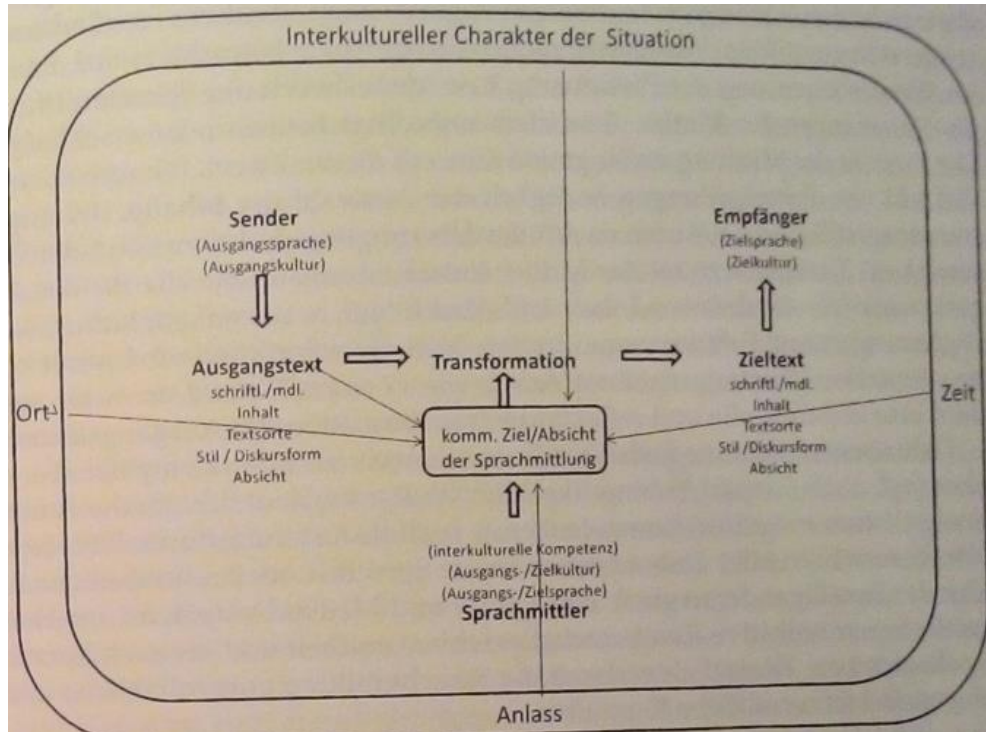 Interkultureller Charakter der Situation
Sender
(Ausgangssprache)
(Ausgangskultur)
Empfänger
(Zielsprache)
(Zielkultur)
Ausgangstext
schriftl./mdl.
Inhalt
Textsorte
Stil / Diskursform
Absicht
Transformation
Zieltext
schriftl./mdl.
Inhalt
Textsorte
Stil / Diskursform
Absicht
Ort
Zeit
komm. Ziel/Absicht
der Sprachmittlung
(interkulturelle Kompetenz)
(Ausgangs-/Zielkultur)
(Ausgangs-/Zielsprache)
Sprachmittler
Anlass